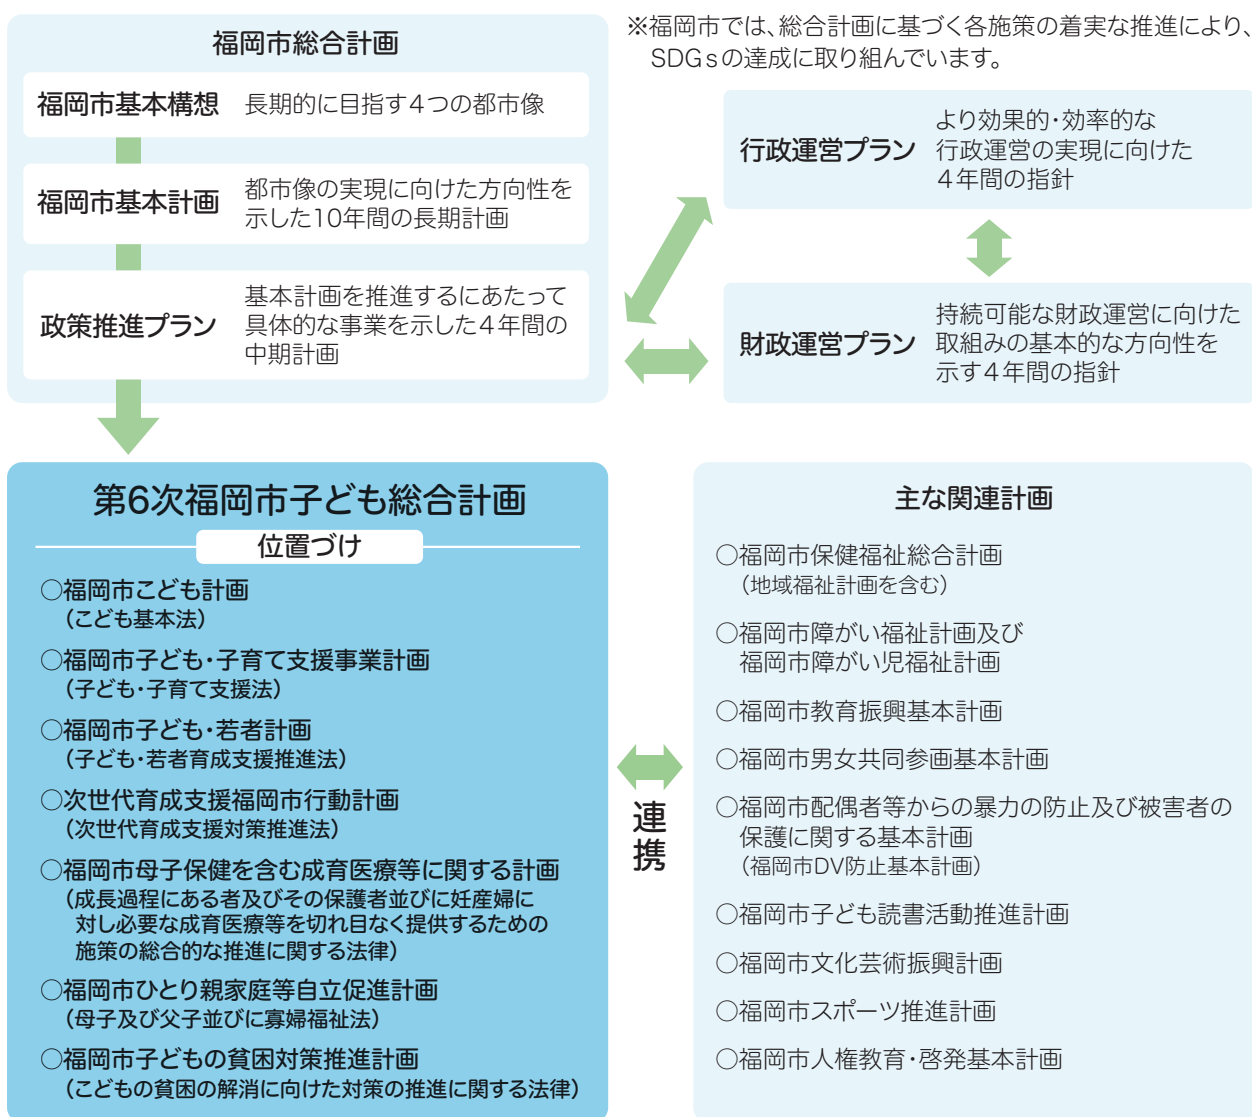 福岡市総合計画
福岡市基本構想 長期的に目指す4つの都市像
福岡市基本計画 都市像の実現に向けた方向性を
示した10年間の長期計画
政策推進プラン 基本計画を推進するにあたって
具体的な事業を示した4年間の
中期計画
※福岡市では、総合計画に基づく各施策の着実な推進により、
SDGsの達成に取り組んでいます。
行政運営プラン より効果的・効率的な
行政運営の実現に向けた
4年間の指針
財政運営プラン 持続可能な財政運営に向けた
取組みの基本的な方向性を
示す4年間の指針
第6次福岡市子ども総合計画
位置づけ
○福岡市こども計画
(こども基本法)
○福岡市子ども・子育て支援事業計画
(子ども・子育て支援法)
○福岡市子ども・若者計画
(子ども・若者育成支援推進法)
○次世代育成支援福岡市行動計画
(次世代育成支援対策推進法)
○福岡市母子保健を含む成育医療等に関する計画
(成長過程にある者及びその保護者並びに妊産婦に
対し必要な成育医療等を切れ目なく提供するための
施策の総合的な推進に関する法律)
○福岡市ひとり親家庭等自立促進計画
(母子及び父子並びに寡婦福祉法)
○福岡市子どもの貧困対策推進計画
(こどもの貧困の解消に向けた対策の推進に関する法律)
連携
主な関連計画
○福岡市保健福祉総合計画
(地域福祉計画を含む)
○福岡市障がい福祉計画及び
福岡市障がい児福祉計画
○福岡市教育振興基本計画
○福岡市男女共同参画基本計画
○福岡市配偶者等からの暴力の防止及び被害者の
保護に関する基本計画
(福岡市DV防止基本計画)
○福岡市子ども読書活動推進計画
○福岡市文化芸術振興計画
○福岡市スポーツ推進計画
○福岡市人権教育・啓発基本計画